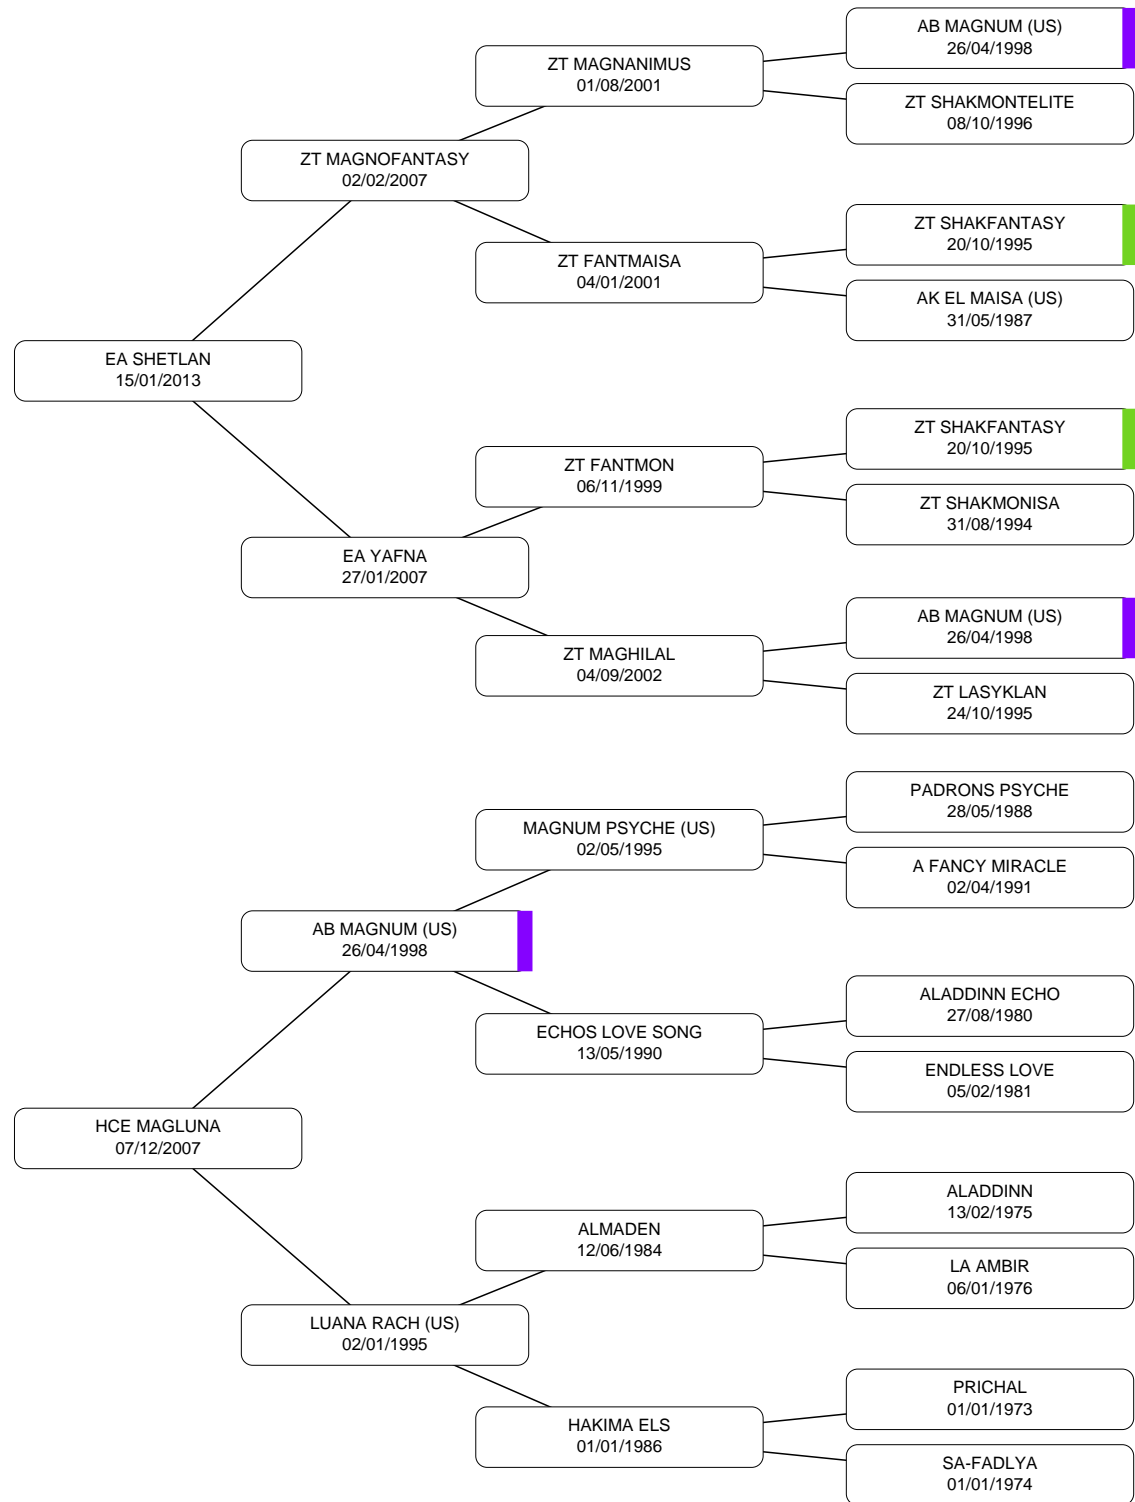 AB MAGNUM (US)
26/04/1998
ZT MAGNANIMUS
01/08/2001
ZT SHAKMONTELITE
08/10/1996
ZT MAGNOFANTASY
02/02/2007
ZT SHAKFANTASY
20/10/1995
ZT FANTMAISA
04/01/2001
AK EL MAISA (US)
31/05/1987
EA SHETLAN
15/01/2013
ZT SHAKFANTASY
20/10/1995
ZT FANTMON
06/11/1999
ZT SHAKMONISA
31/08/1994
EA YAFNA
27/01/2007
AB MAGNUM (US)
26/04/1998
ZT MAGHILAL
04/09/2002
ZT LASYKLAN
24/10/1995
PADRONS PSYCHE
28/05/1988
MAGNUM PSYCHE (US)
02/05/1995
A FANCY MIRACLE
02/04/1991
AB MAGNUM (US)
26/04/1998
ALADDINN ECHO
27/08/1980
ECHOS LOVE SONG
13/05/1990
ENDLESS LOVE
05/02/1981
HCE MAGLUNA
07/12/2007
ALADDINN
13/02/1975
ALMADEN
12/06/1984
LA AMBIR
06/01/1976
LUANA RACH (US)
02/01/1995
PRICHAL
01/01/1973
HAKIMA ELS
01/01/1986
SA-FADLYA
01/01/1974